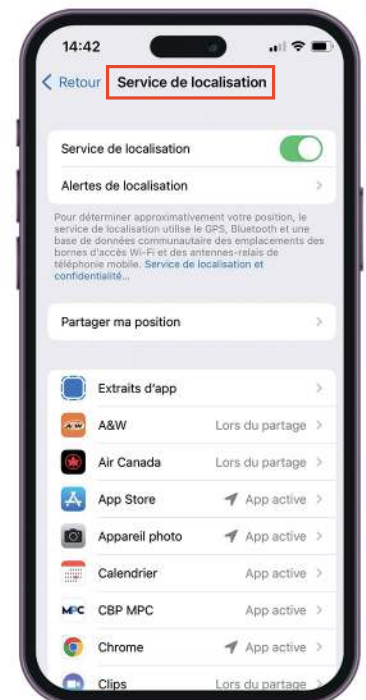 14:42
Retour Service de localisation
Service de localisation
Alertes de localisation
Pour déterminer approximativement votre position, le
service de localisation utilise le GPS, Bluetooth et une
base de données communautaire des emplacements des
bornes d'accès Wi-Fi et des antennes-relais de
téléphonie mobile. Service de localisation et
confidentialité...
Partager ma position
Extraits d'app
A&W Lors du partage
Air Canada Lors du partage
App Store App active
Appareil photo App active
Calendrier App active
MPC CBP MPC App active
Chrome App active
Clips Lors du partage